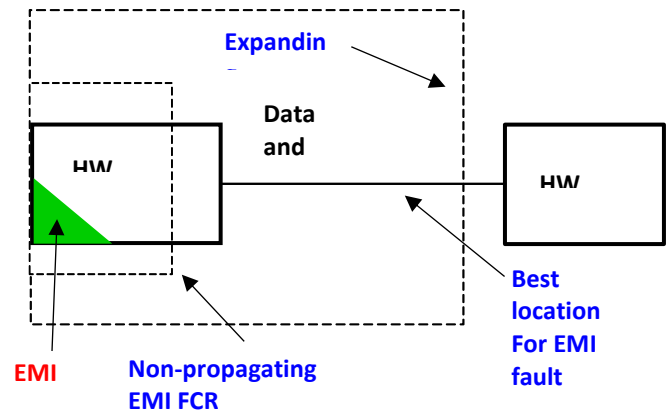 Expandin
Data
and
HW
HW
Best
location
For EMI
fault
EMI
Non-propagating
EMI FCR